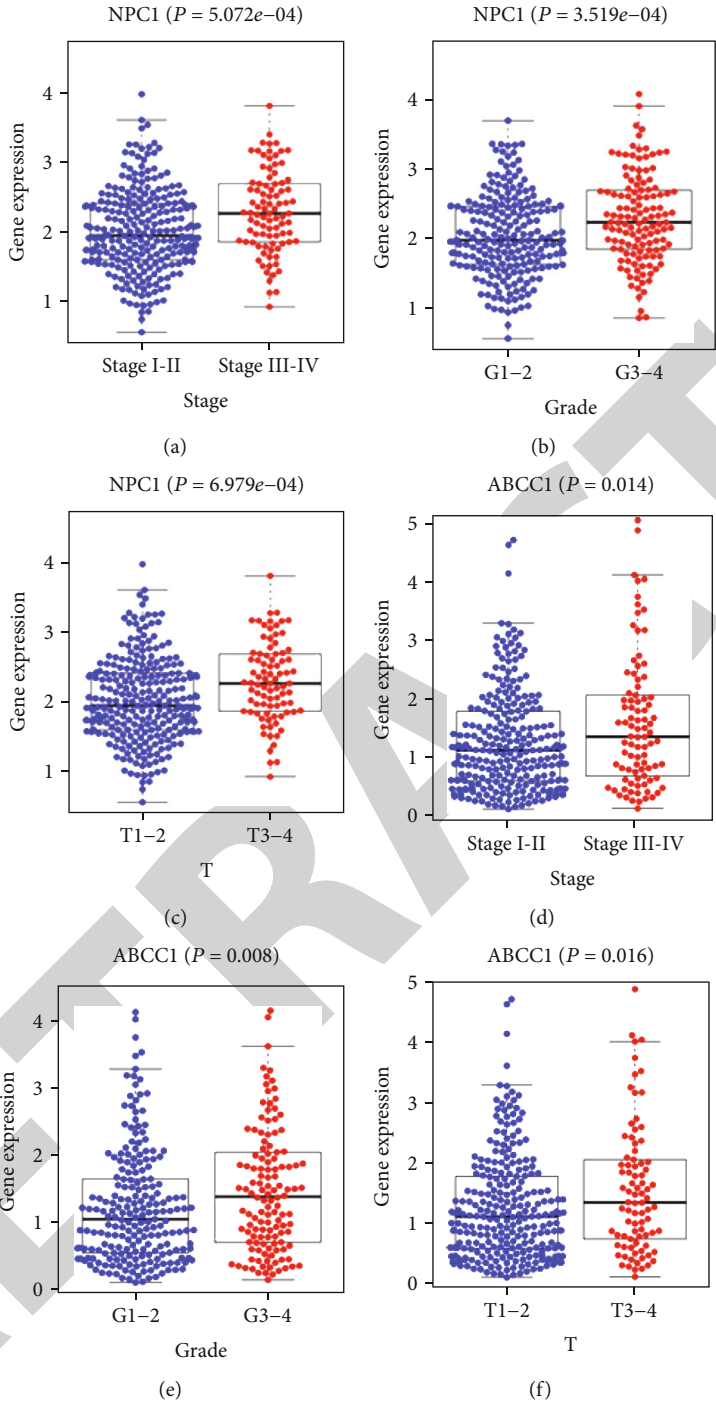 NPC1 (P = 5.072e−04)
4
3
2
1
Gene expression
Stage I-II
Stage III-IV
Stage
(a)
NPC1 (P = 3.519e−04)
4
3
2
1
Gene expression
G1−2
G3−4
Grade
(b)
NPC1 (P = 6.979e−04)
4
3
2
1
Gene expression
T1−2
T3−4
T
(c)
ABCC1 (P = 0.014)
5
4
3
2
1
0
Gene expression
Stage I-II
Stage III-IV
Stage
(d)
ABCC1 (P = 0.008)
4
3
2
1
0
Gene expression
G1−2
G3−4
Grade
(e)
ABCC1 (P = 0.016)
5
4
3
2
1
0
Gene expression
T1−2
T3−4
T
(f)